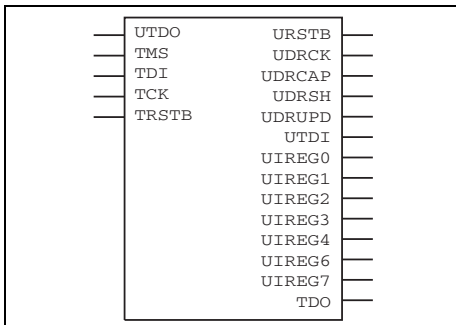 UTDO URSTB
TMS UDRCK
TDI UDRCAP
TCK UDRSH
TRSTB UDRUPD
UTDI
UIREG0
UIREG1
UIREG2
UIREG3
UIREG4
UIREG6
UIREG7
TDO